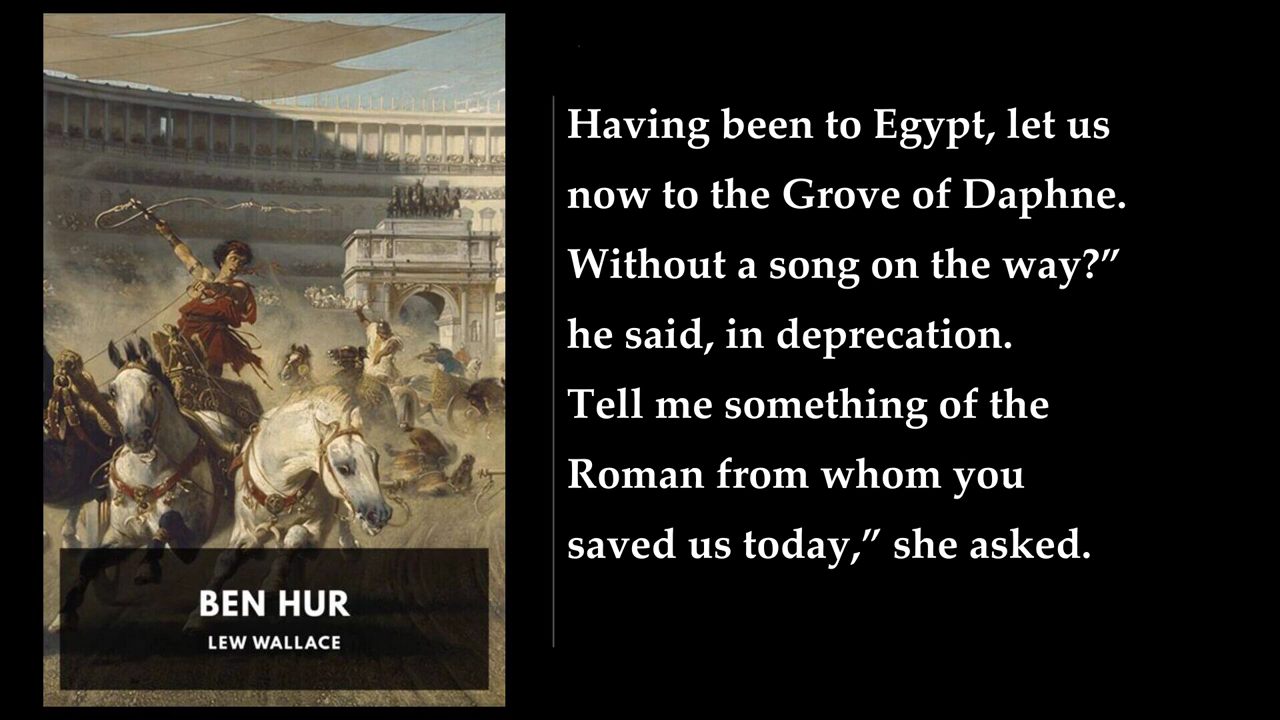 BEN HUR
LEW WALLACE
Having been to Egypt, let us
now to the Grove of Daphne.
Without a song on the way?”
he said, in deprecation.
Tell me something of the
Roman from whom you
saved us today,” she asked.